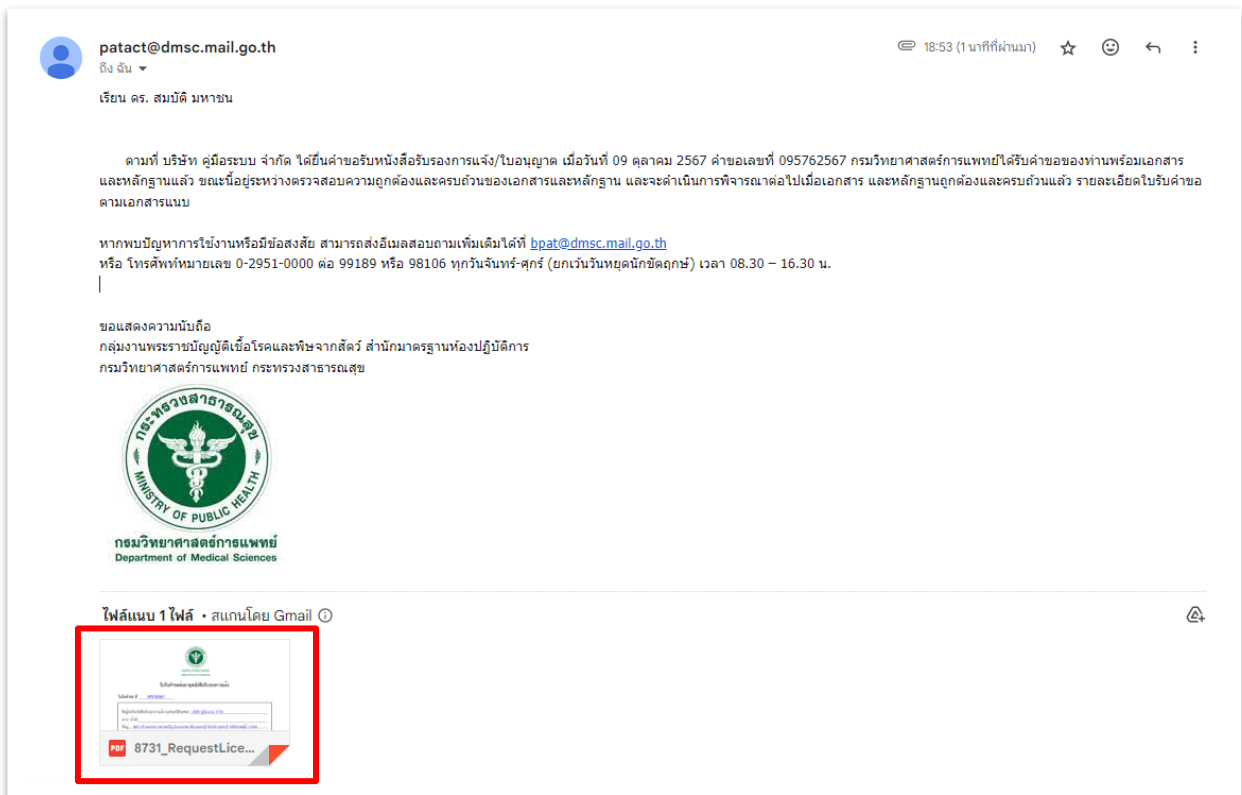 patact@dmsc.mail.go.th
18:53 (1 นาทีที่ผ่านมา)
ถึง ฉัน
เรียน ดร. สมบัติ มหาชน
ตามที่ บริษัท คู่มือระบบ จำกัด ได้ยื่นคำขอรับหนังสือรับรองการแจ้ง/ใบอนุญาต เมื่อวันที่ 09 ตุลาคม 2567 คำขอเลขที่ 095762567 กรมวิทยาศาสตร์การแพทย์ได้รับคำขอของท่านพร้อมเอกสาร
และหลักฐานแล้ว ขณะนี้อยู่ระหว่างตรวจสอบความถูกต้องและครบถ้วนของเอกสารและหลักฐาน และจะดำเนินการพิจารณาต่อไปเมื่อเอกสาร และหลักฐานถูกต้องและครบถ้วนแล้ว รายละเอียดใบรับคำขอ
ตามเอกสารแนบ
หากพบปัญหาการใช้งานหรือมีข้อสงสัย สามารถส่งอีเมลสอบถามเพิ่มเติมได้ที่ bpat@dmsc.mail.go.th
หรือ โทรศัพท์หมายเลข 0-2951-0000 ต่อ 99189 หรือ 98106 ทุกวันจันทร์-ศุกร์ (ยกเว้นวันหยุดนักขัตฤกษ์) เวลา 08.30 – 16.30 น.
ขอแสดงความนับถือ
กลุ่มงานพระราชบัญญัติเชื้อโรคและพิษจากสัตว์ สำนักมาตรฐานห้องปฏิบัติการ
กรมวิทยาศาสตร์การแพทย์ กระทรวงสาธารณสุข
กระทรวงสาธารณสุข
MINISTRY OF PUBLIC HEALTH
กรมวิทยาศาสตร์การแพทย์
Department of Medical Sciences
ไฟล์แนบ 1 ไฟล์ • สแกนโดย Gmail
PDF 8731_RequestLice...